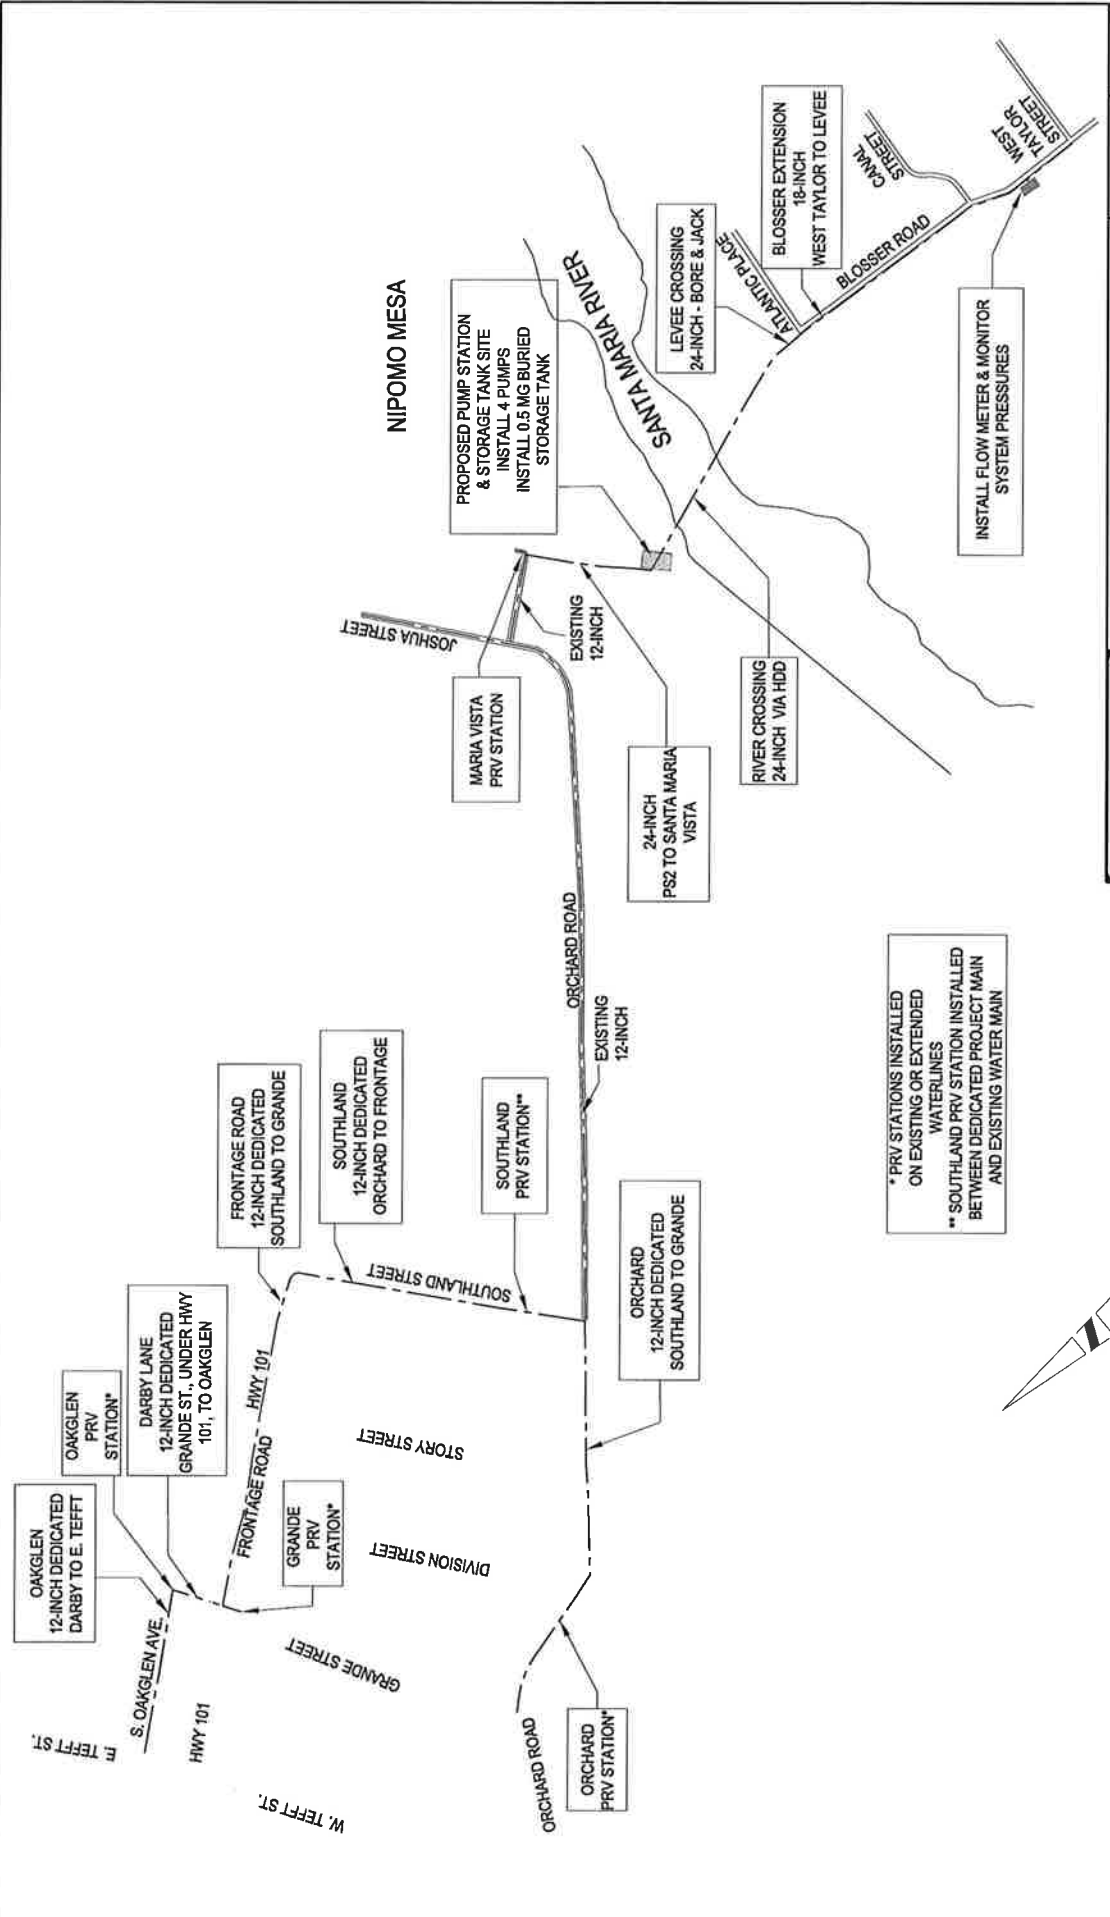 E. TEFFT ST.
S. OAKGLEN AVE.
HWY 101
W. TEFFT ST.
OAKGLEN
12-INCH DEDICATED
DARBY TO E. TEFFT
OAKGLEN
PRV
STATION*
DARBY LANE
12-INCH DEDICATED
GRANDE ST., UNDER HWY
101, TO OAKGLEN
FRONTAGE ROAD
HWY 101
GRANDE
PRV
STATION*
GRANDE STREET
DIVISION STREET
STORY STREET
FRONTAGE ROAD
12-INCH DEDICATED
SOUTHLAND TO GRANDE
SOUTHLAND
12-INCH DEDICATED
ORCHARD TO FRONTAGE
SOUTHLAND STREET
SOUTHLAND
PRV STATION**
ORCHARD ROAD
ORCHARD
PRV STATION*
ORCHARD
12-INCH DEDICATED
SOUTHLAND TO GRANDE
EXISTING
12-INCH
ORCHARD ROAD
JOSHUA STREET
MARIA VISTA
PRV STATION
EXISTING
12-INCH
24-INCH
PS2 TO SANTA MARIA
VISTA
NIPOMO MESA
PROPOSED PUMP STATION
& STORAGE TANK SITE
INSTALL 4 PUMPS
INSTALL 0.5 MG BURIED
STORAGE TANK
RIVER CROSSING
24-INCH VIA HDD
SANTA MARIA RIVER
LEVEE CROSSING
24-INCH - BORE & JACK
ATLANTIC PLACE
BLOSSER EXTENSION
18-INCH
WEST TAYLOR TO LEVEE
BLOSSER ROAD
CANAL
STREET
WEST
TAYLOR
STREET
INSTALL FLOW METER & MONITOR
SYSTEM PRESSURES
* PRV STATIONS INSTALLED
ON EXISTING OR EXTENDED
WATERLINES
** SOUTHLAND PRV STATION INSTALLED
BETWEEN DEDICATED PROJECT MAIN
AND EXISTING WATER MAIN